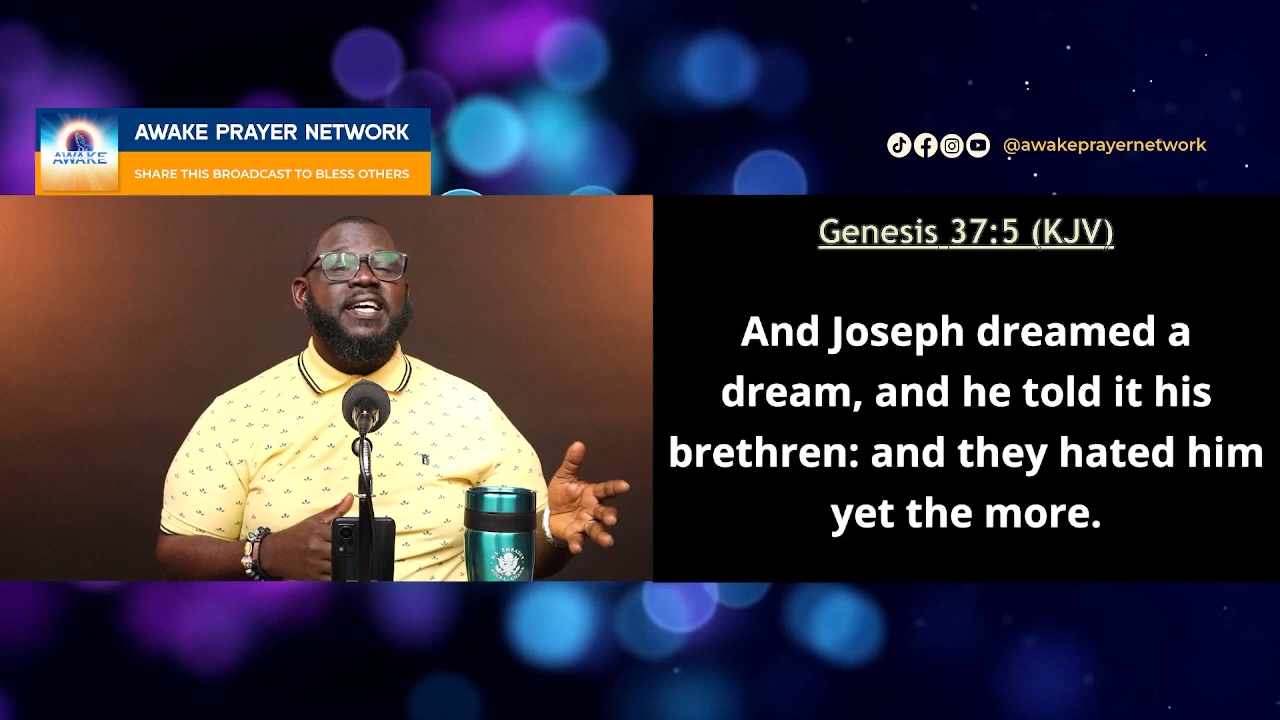 AWAKE PRAYER NETWORK
AWAKE
SHARE THIS BROADCAST TO BLESS OTHERS
@awakeprayernetwork
Genesis 37:5 (KJV)
And Joseph dreamed a
dream, and he told it his
brethren: and they hated him
yet the more.